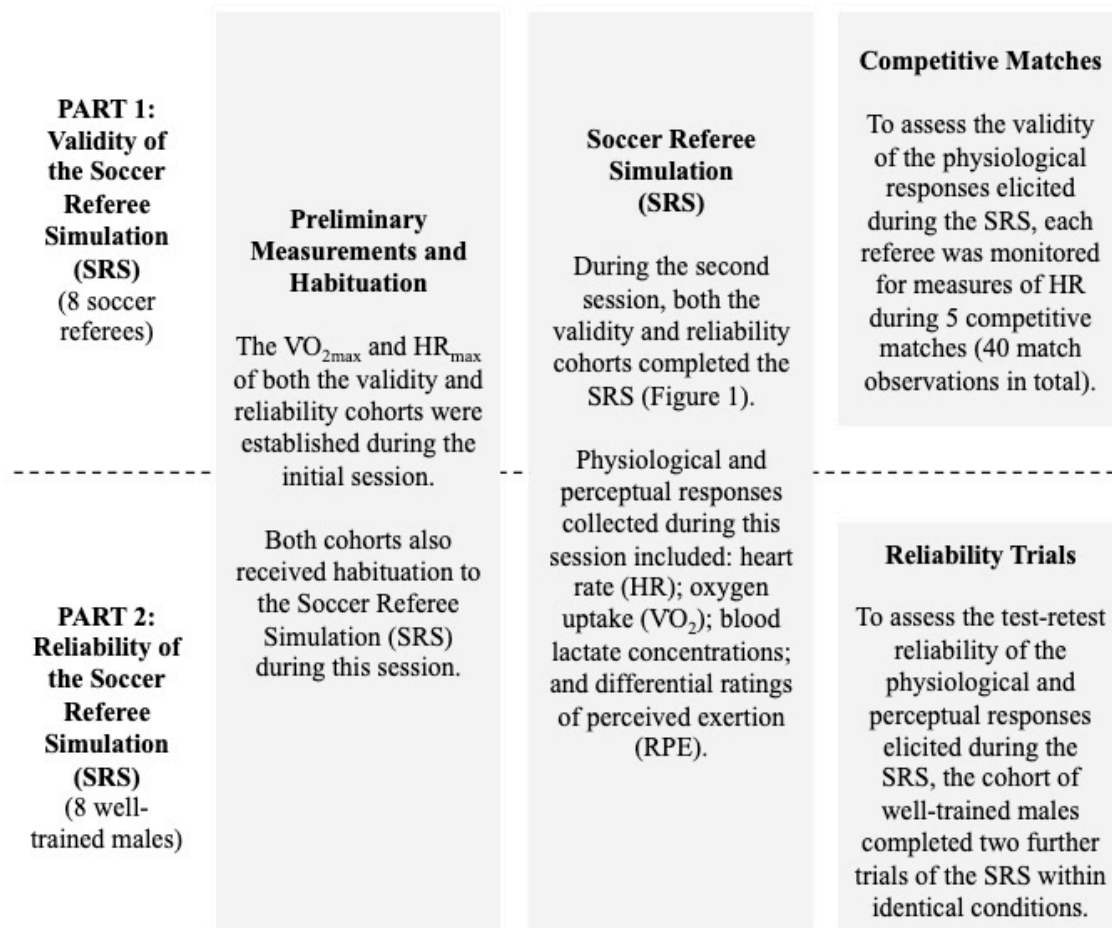 PART 1:
Validity of
the Soccer
Referee
Simulation
(SRS)
(8 soccer
referees)
PART 2:
Reliability of
the Soccer
Referee
Simulation
(SRS)
(8 well-
trained males)
Preliminary
Measurements and
Habituation
The V̇O₂max and HRmax
of both the validity and
reliability cohorts were
established during the
initial session.
Both cohorts also
received habituation to
the Soccer Referee
Simulation (SRS)
during this session.
Soccer Referee
Simulation
(SRS)
During the second
session, both the
validity and reliability
cohorts completed the
SRS (Figure 1).
Physiological and
perceptual responses
collected during this
session included: heart
rate (HR); oxygen
uptake (V̇O₂); blood
lactate concentrations;
and differential ratings
of perceived exertion
(RPE).
Competitive Matches
To assess the validity
of the physiological
responses elicited
during the SRS, each
referee was monitored
for measures of HR
during 5 competitive
matches (40 match
observations in total).
Reliability Trials
To assess the test-retest
reliability of the
physiological and
perceptual responses
elicited during the
SRS, the cohort of
well-trained males
completed two further
trials of the SRS within
identical conditions.